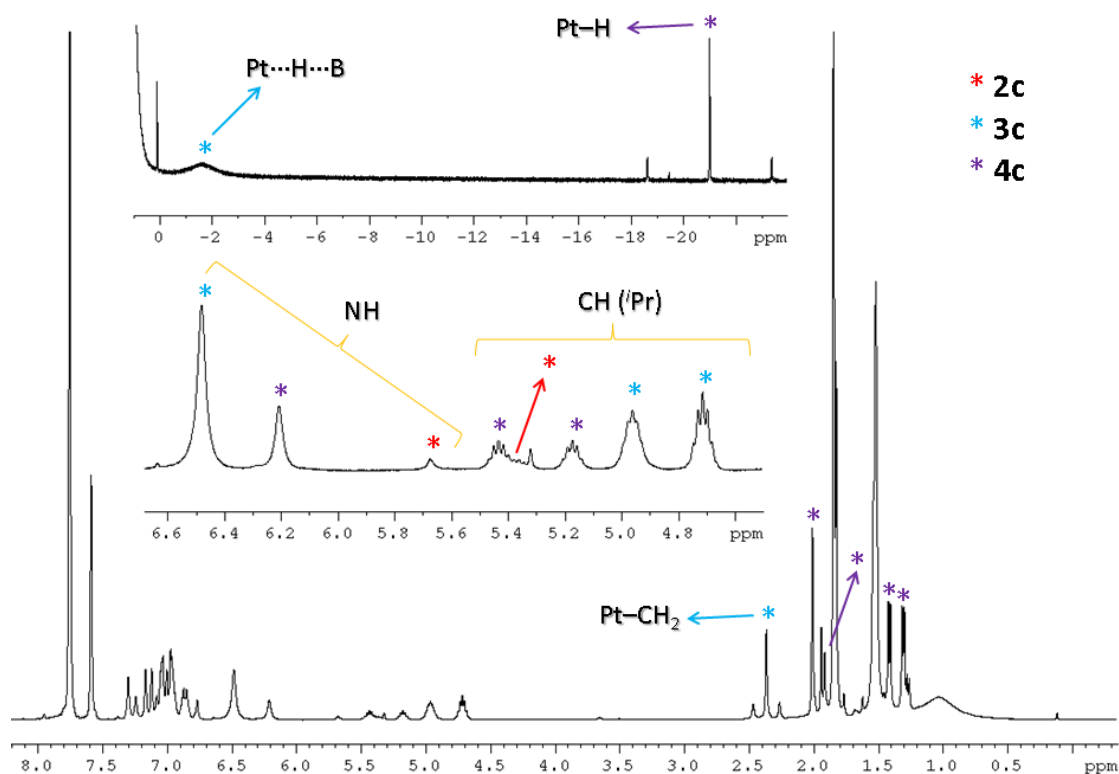 Pt–H *
Pt···H···B
*
* 2c
* 3c
* 4c
0 -2 -4 -6 -8 -10 -12 -14 -16 -18 -20 ppm
NH
CH (iPr)
* * * * * * * *
6.6 6.4 6.2 6.0 5.8 5.6 5.4 5.2 5.0 4.8 ppm
Pt–CH₂ * * * * *
8.0 7.5 7.0 6.5 6.0 5.5 5.0 4.5 4.0 3.5 3.0 2.5 2.0 1.5 1.0 0.5 ppm